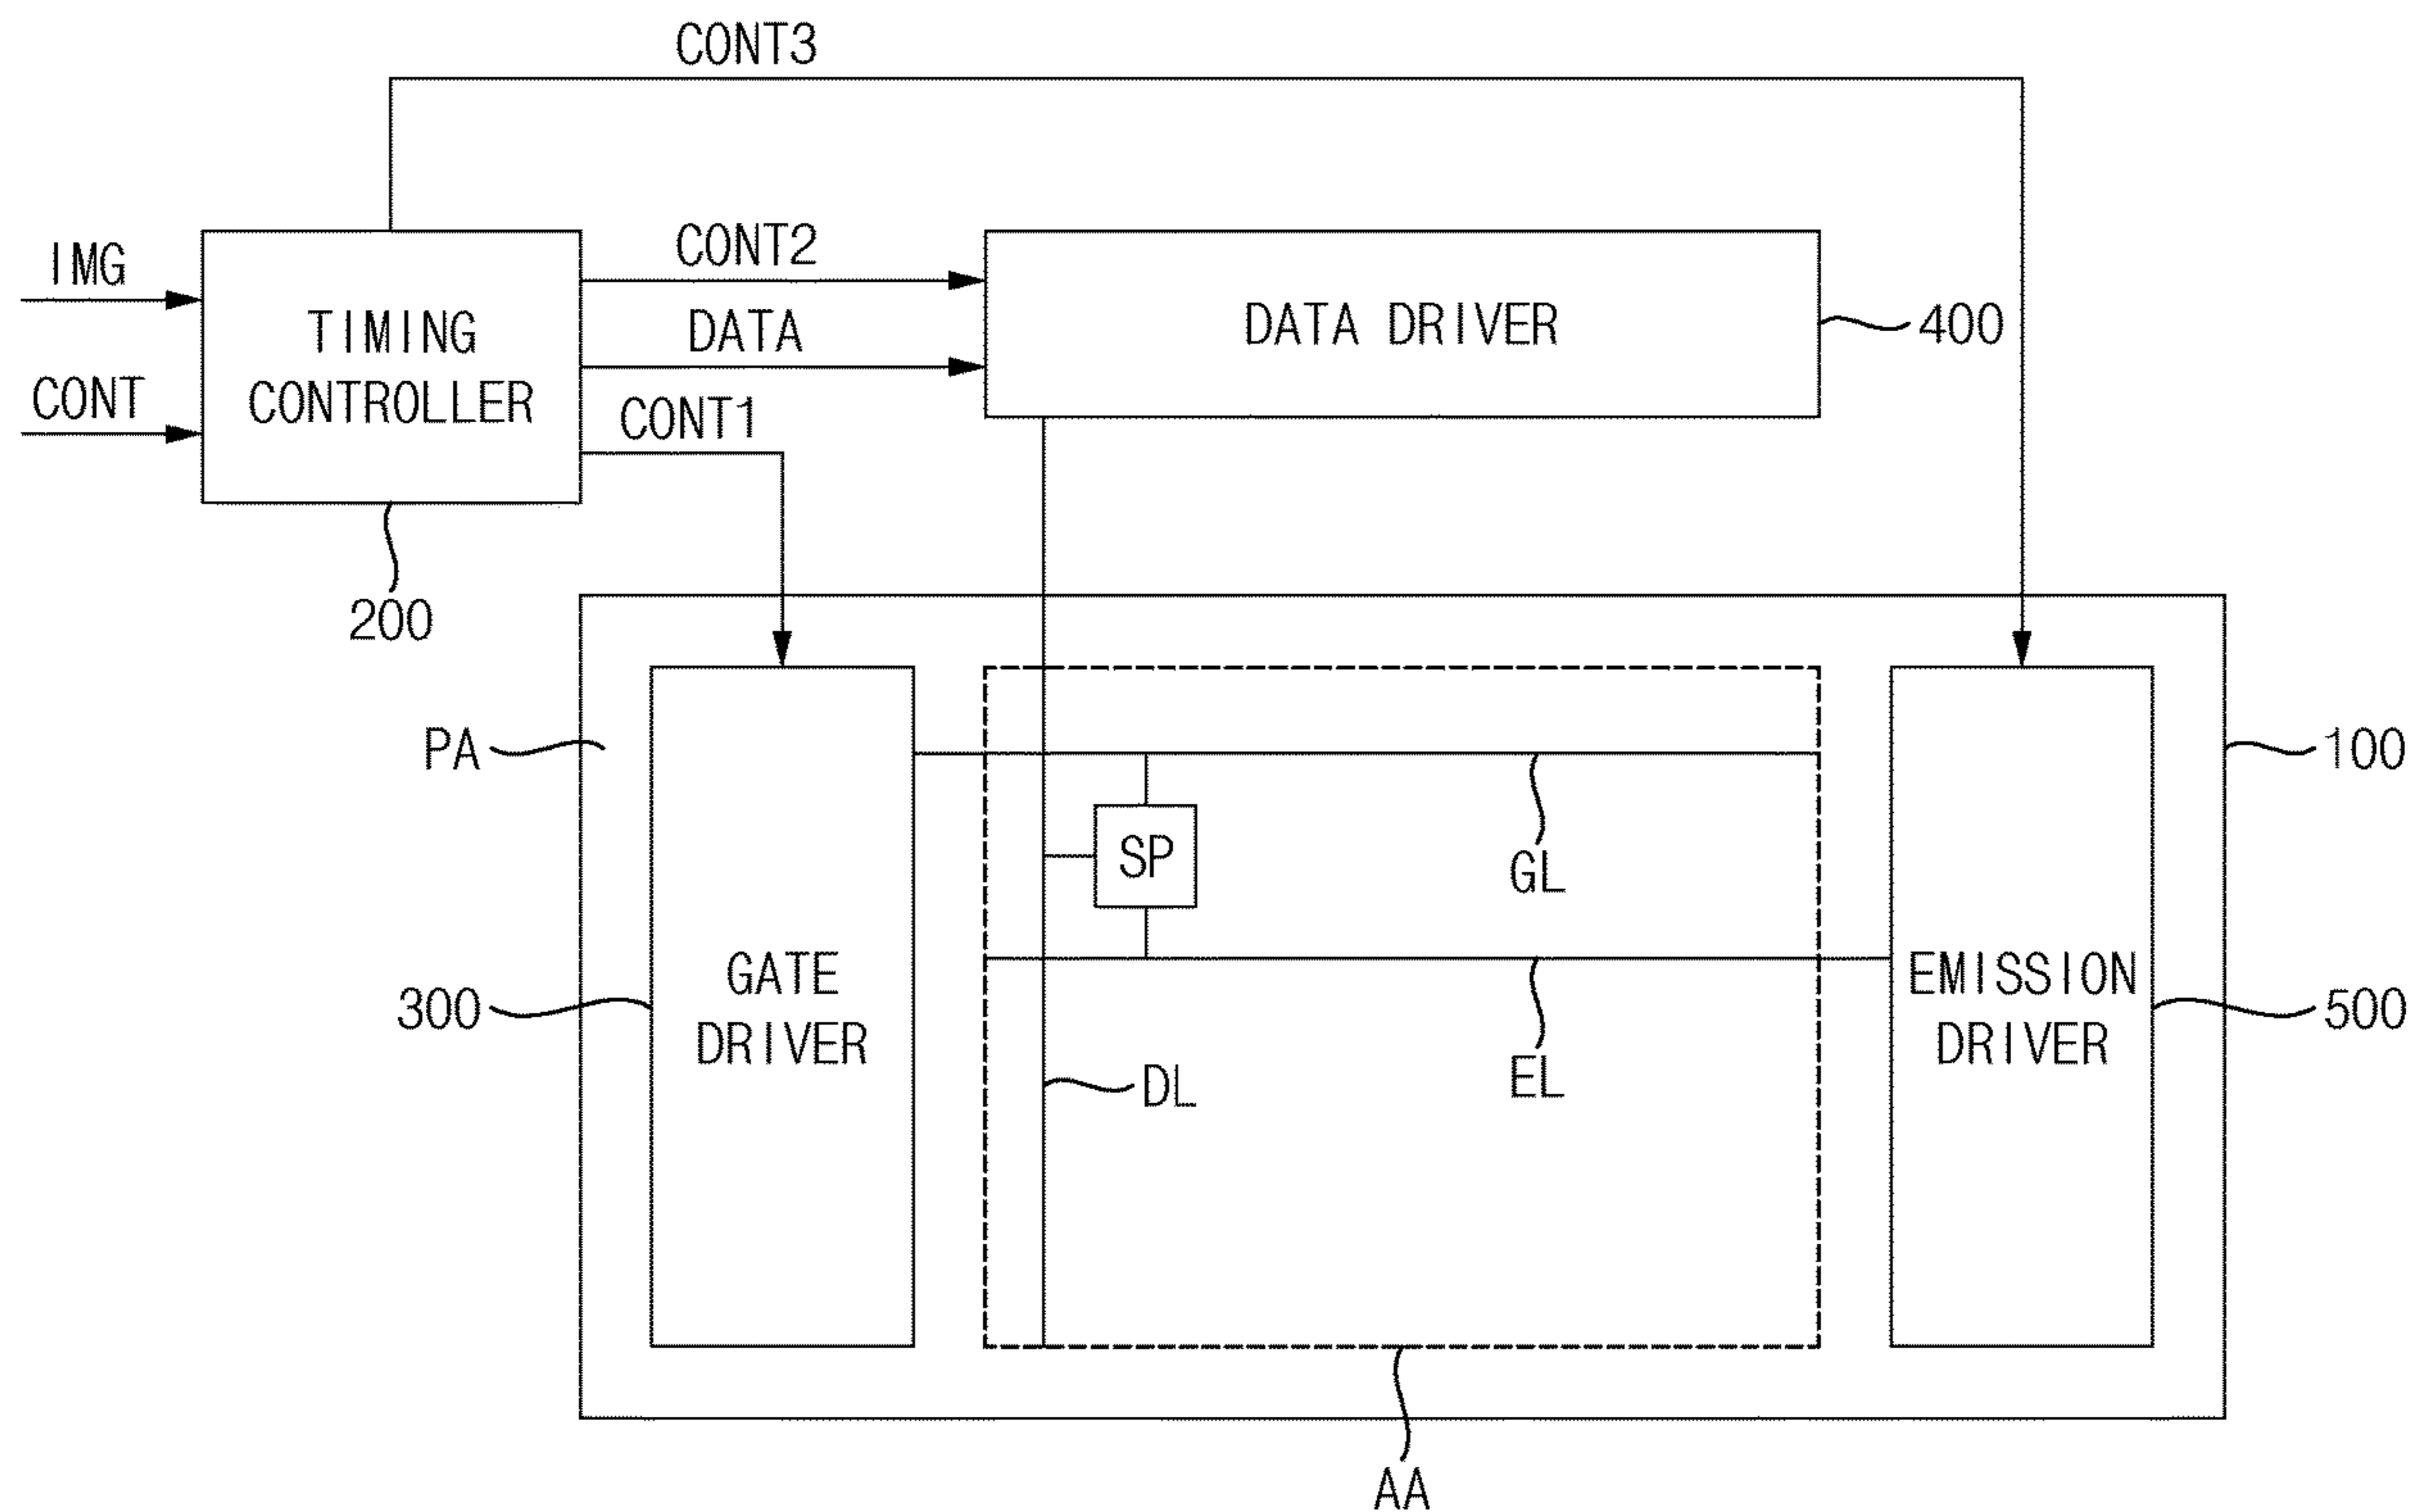 CONT3
IMG
CONT2
TIMING
CONTROLLER
DATA
DATA DRIVER
400
CONT
CONT1
200
PA
100
SP
GL
GATE
DRIVER
300
EMISSION
DRIVER
500
DL
EL
AA